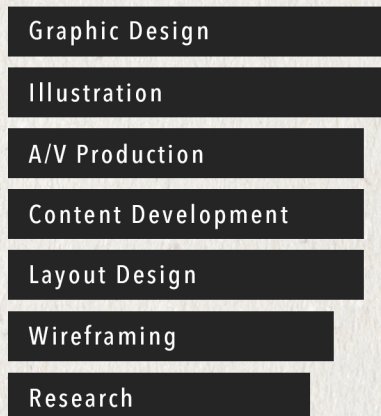 Graphic Design
Illustration
A/V Production
Content Development
Layout Design
Wireframing
Research